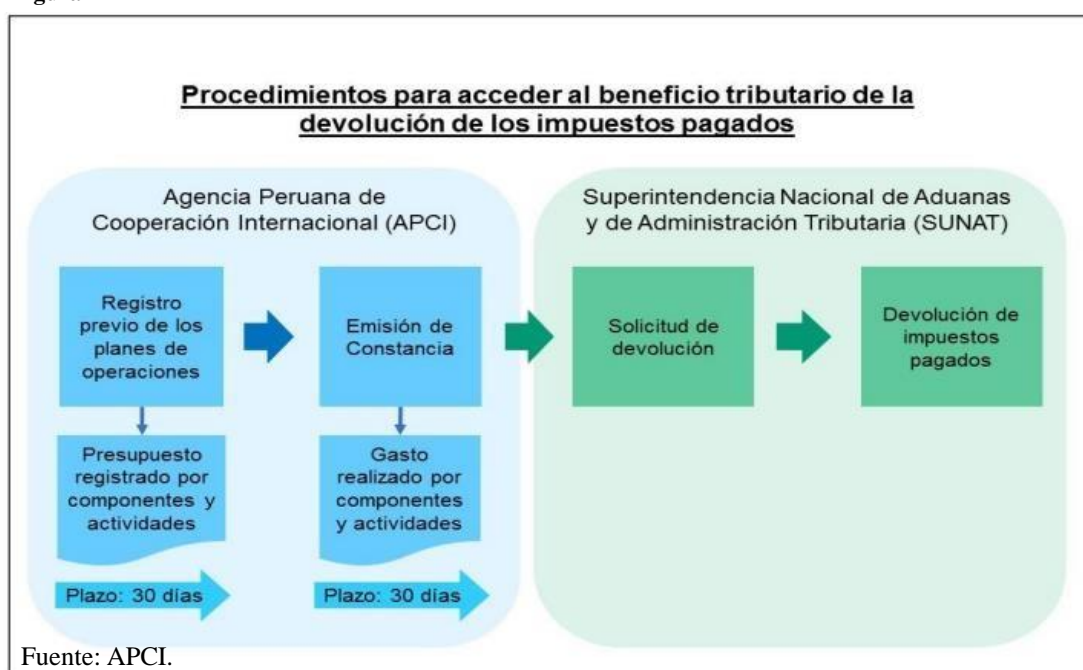 Procedimientos para acceder al beneficio tributario de la
devolución de los impuestos pagados
Agencia Peruana de
Cooperación Internacional (APCI)
Registro
previo de los
planes de
operaciones
Emisión de
Constancia
Presupuesto
registrado por
componentes y
actividades
Gasto
realizado por
componentes
y actividades
Plazo: 30 días
Plazo: 30 días
Superintendencia Nacional de Aduanas
y de Administración Tributaria (SUNAT)
Solicitud de
devolución
Devolución de
impuestos
pagados
Fuente: APCI.